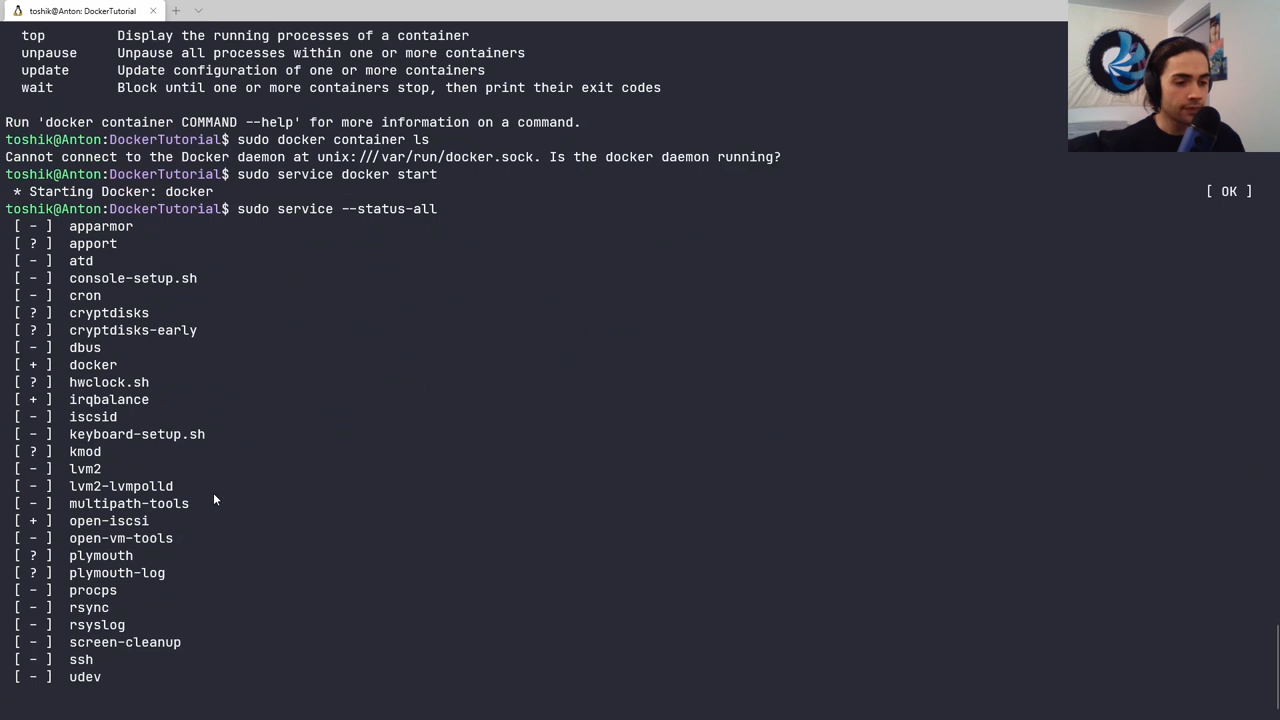 toshik@Anton: DockerTutorial
top Display the running processes of a container
unpause Unpause all processes within one or more containers
update Update configuration of one or more containers
wait Block until one or more containers stop, then print their exit codes
Run 'docker container COMMAND --help' for more information on a command.
toshik@Anton:DockerTutorial$ sudo docker container ls
Cannot connect to the Docker daemon at unix:///var/run/docker.sock. Is the docker daemon running?
toshik@Anton:DockerTutorial$ sudo service docker start
* Starting Docker: docker [ OK ]
toshik@Anton:DockerTutorial$ sudo service --status-all
[ - ] apparmor
[ ? ] apport
[ - ] atd
[ - ] console-setup.sh
[ - ] cron
[ ? ] cryptdisks
[ ? ] cryptdisks-early
[ - ] dbus
[ + ] docker
[ ? ] hwclock.sh
[ + ] irqbalance
[ - ] iscsid
[ - ] keyboard-setup.sh
[ ? ] kmod
[ - ] lvm2
[ - ] lvm2-lvmpolld
[ - ] multipath-tools
[ + ] open-iscsi
[ - ] open-vm-tools
[ ? ] plymouth
[ ? ] plymouth-log
[ - ] procps
[ - ] rsync
[ - ] rsyslog
[ - ] screen-cleanup
[ - ] ssh
[ - ] udev